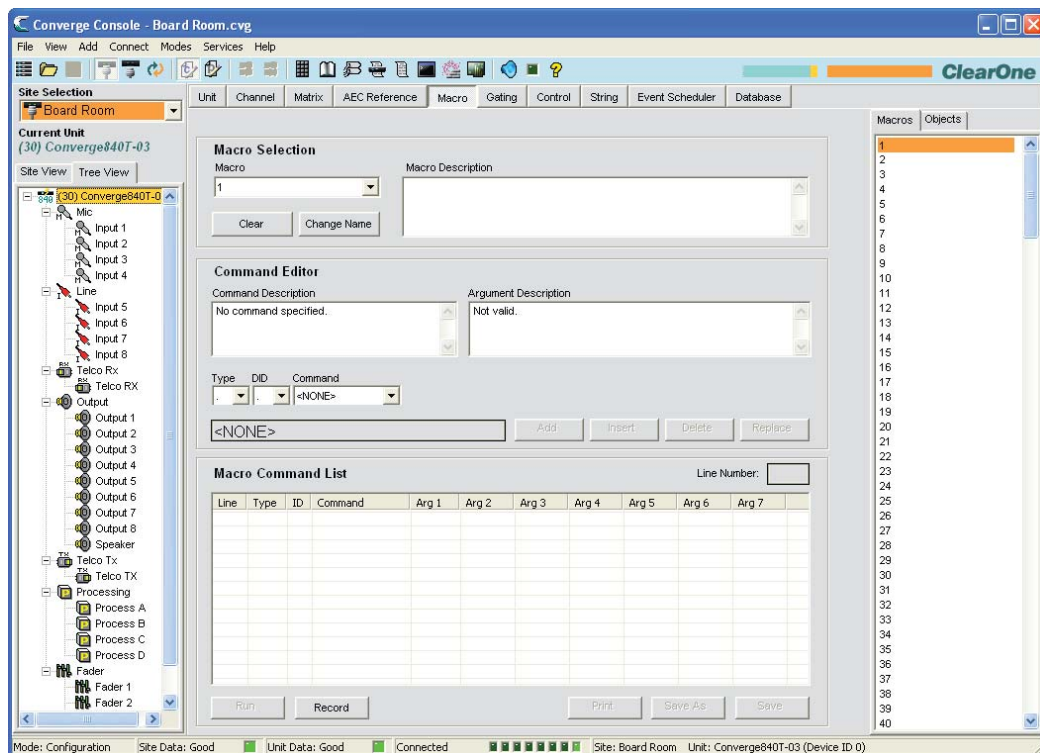 Converge Console - Board Room.cvg
File View Add Connect Modes Services Help
ClearOne
Site Selection
Board Room
Current Unit
(30) Converge840T-03
Site View Tree View
(30) Converge840T-0
Mic
Input 1
Input 2
Input 3
Input 4
Line
Input 5
Input 6
Input 7
Input 8
Telco Rx
Telco RX
Output
Output 1
Output 2
Output 3
Output 4
Output 5
Output 6
Output 7
Output 8
Speaker
Telco Tx
Telco TX
Processing
Process A
Process B
Process C
Process D
Fader
Fader 1
Fader 2
Unit Channel Matrix AEC Reference Macro Gating Control String Event Scheduler Database
Macro Selection
Macro Macro Description
1
Clear Change Name
Command Editor
Command Description Argument Description
No command specified. Not valid.
Type DID Command
. . <NONE>
<NONE> Add Insert Delete Replace
Macro Command List Line Number:
Line Type ID Command Arg 1 Arg 2 Arg 3 Arg 4 Arg 5 Arg 6 Arg 7
Run Record Print Save As Save
Macros Objects
1
2
3
4
5
6
7
8
9
10
11
12
13
14
15
16
17
18
19
20
21
22
23
24
25
26
27
28
29
30
31
32
33
34
35
36
37
38
39
40
Mode: Configuration Site Data: Good Unit Data: Good Connected Site: Board Room Unit: Converge840T-03 (Device ID 0)